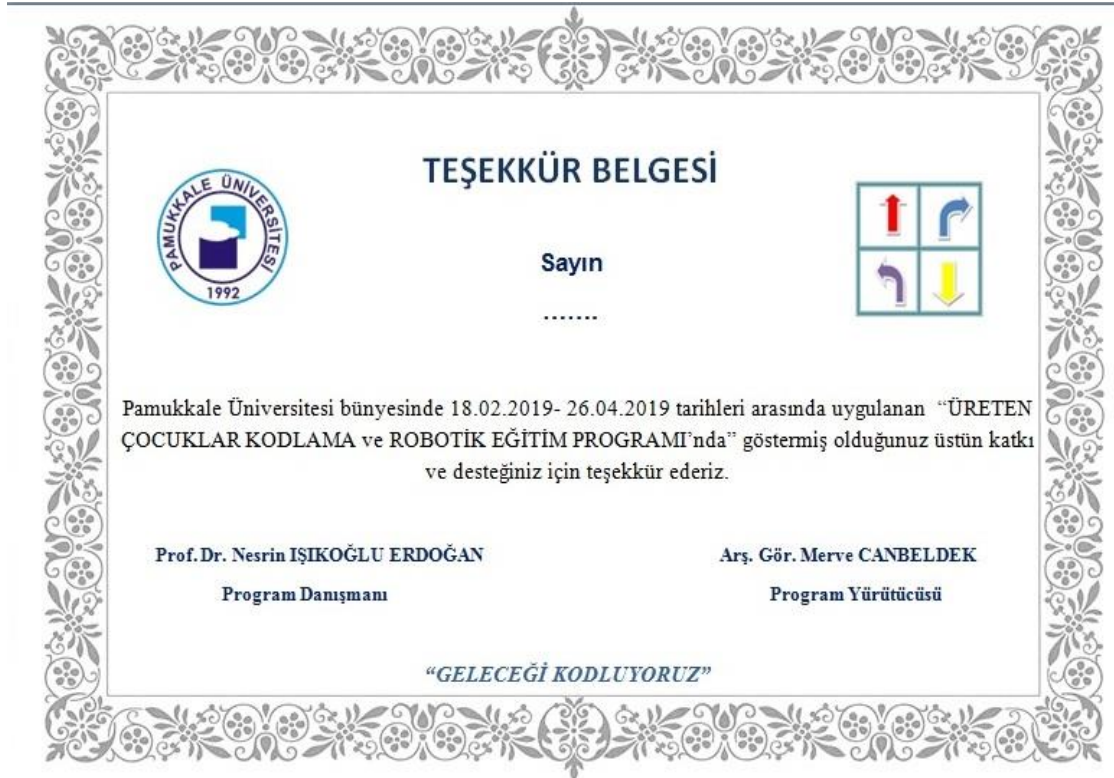 TEŞEKKÜR BELGESİ
PAMUKKALE ÜNİVERSİTESİ
1992
Sayın
.......
Pamukkale Üniversitesi bünyesinde 18.02.2019- 26.04.2019 tarihleri arasında uygulanan “ÜRETEN
ÇOCUKLAR KODLAMA ve ROBOTİK EĞİTİM PROGRAMI’nda” göstermiş olduğunuz üstün katkı
ve desteğiniz için teşekkür ederiz.
Prof.Dr. Nesrin IŞIKOĞLU ERDOĞAN
Program Danışmanı
Arş. Gör. Merve CANBELDEK
Program Yürütücüsü
“GELECEĞİ KODLUYORUZ”